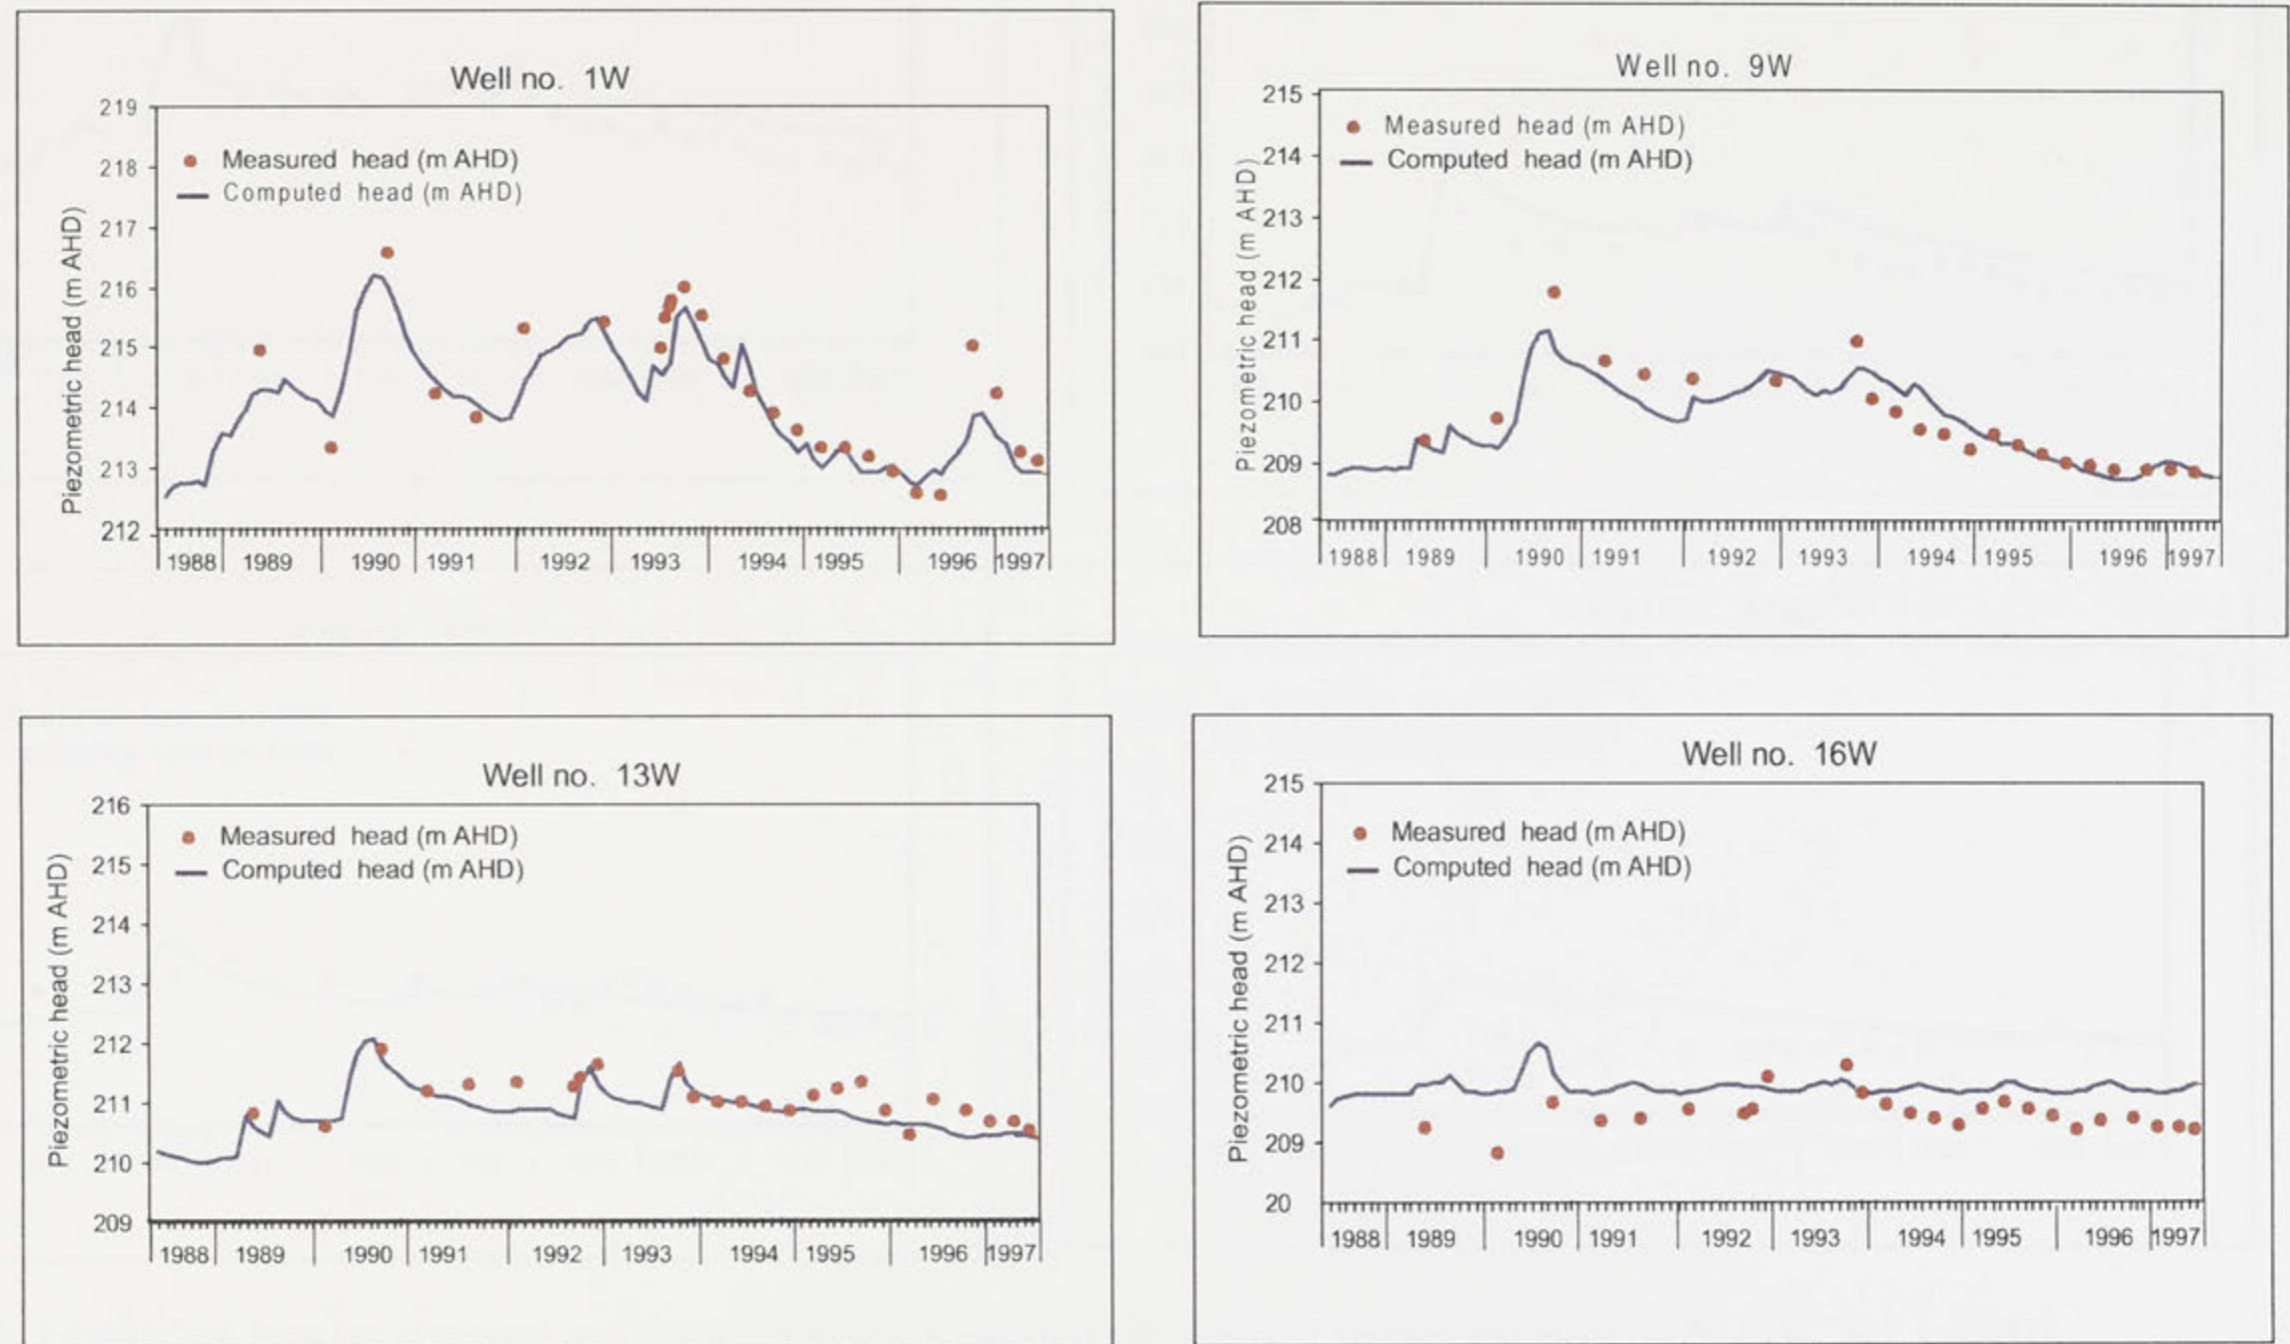 Well no. 1W
219
218
217
216
215
214
213
212
Piezometric head (m AHD)
Measured head (m AHD)
Computed head (m AHD)
1988 1989 1990 1991 1992 1993 1994 1995 1996 1997
Well no. 9W
215
214
213
212
211
210
209
208
Piezometric head (m AHD)
Measured head (m AHD)
Computed head (m AHD)
1988 1989 1990 1991 1992 1993 1994 1995 1996 1997
Well no. 13W
216
215
214
213
212
211
210
209
Piezometric head (m AHD)
Measured head (m AHD)
Computed head (m AHD)
1988 1989 1990 1991 1992 1993 1994 1995 1996 1997
Well no. 16W
215
214
213
212
211
210
209
20
Piezometric head (m AHD)
Measured head (m AHD)
Computed head (m AHD)
1988 1989 1990 1991 1992 1993 1994 1995 1996 1997